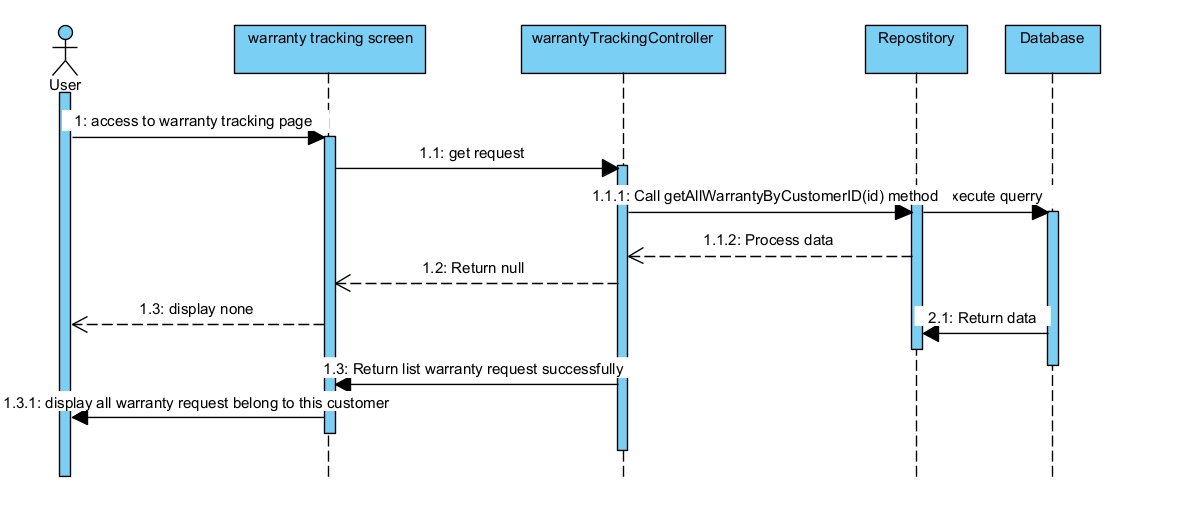 warranty tracking screen
warrantyTrackingController
Repostitory
Database
User
1: access to warranty tracking page
1.1: get request
1.1.1: Call getAllWarrantyByCustomerID(id) method
querry
1.1.2: Process data
1.2: Return null
1.3: display none
2.1: Return data
1.3: Return list warranty request successfully
1.3.1: display all warranty request belong to this customer